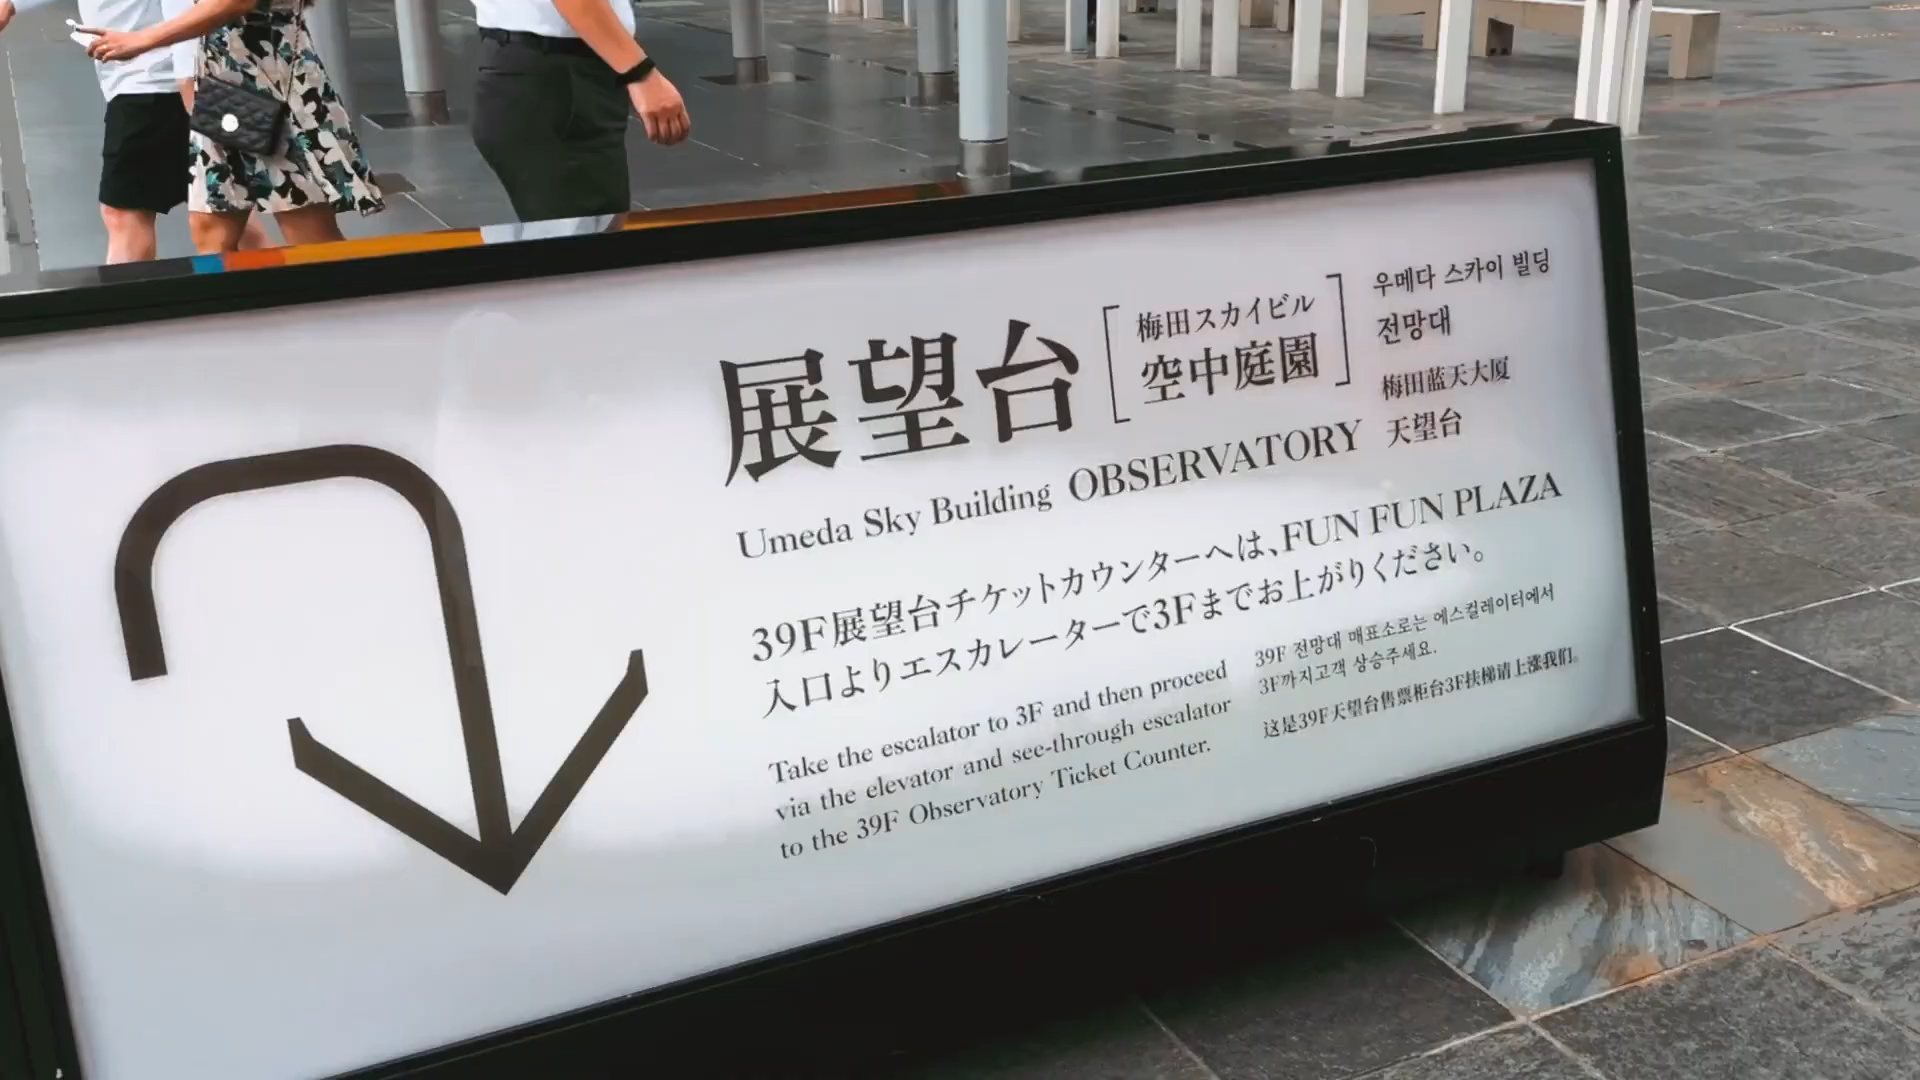 展望台
梅田スカイビル
空中庭園
우메다 스카이 빌딩
전망대
梅田蓝天大厦
天望台
Umeda Sky Building OBSERVATORY
39F展望台チケットカウンターへは、FUN FUN PLAZA
入口よりエスカレーターで3Fまでお上がりください。
Take the escalator to 3F and then proceed
via the elevator and see-through escalator
to the 39F Observatory Ticket Counter.
39F 전망대 매표소로는 에스컬레이터에서
3F까지고객 상승주세요.
这是39F天望台售票柜台3F扶梯请上涨我们。